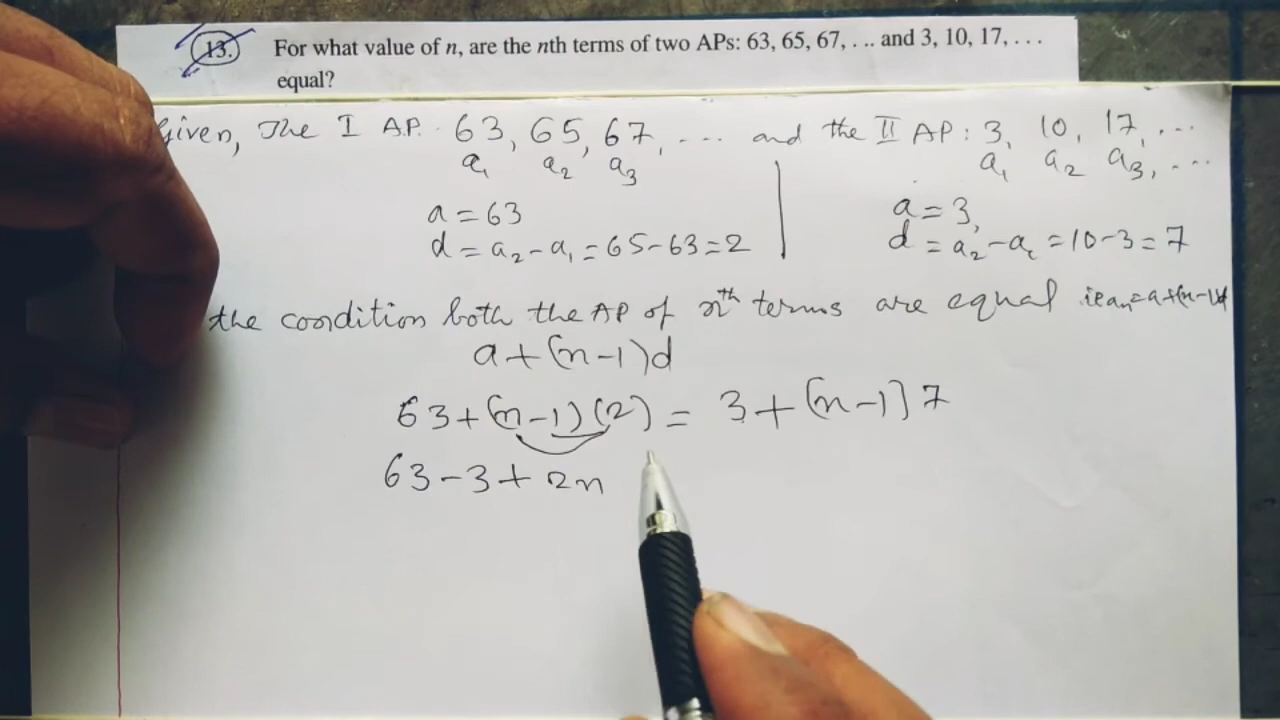 13. For what value of n, are the nth terms of two APs: 63, 65, 67, . . . and 3, 10, 17, . . .
equal?
Given, The I AP. 63, 65, 67, .... and the II AP : 3, 10, 17, ...
a₁ a₂ a₃ a₁ a₂ a₃, ....
a = 63 a = 3,
d = a₂ - a₁ = 65 - 63 = 2 d = a₂ - a₁ = 10 - 3 = 7
the condition both the AP of nᵗʰ terms are equal ie aₙ = a + (n-1)d
a + (n-1)d
63 + (n-1)(2) = 3 + (n-1) 7
63 - 3 + 2n